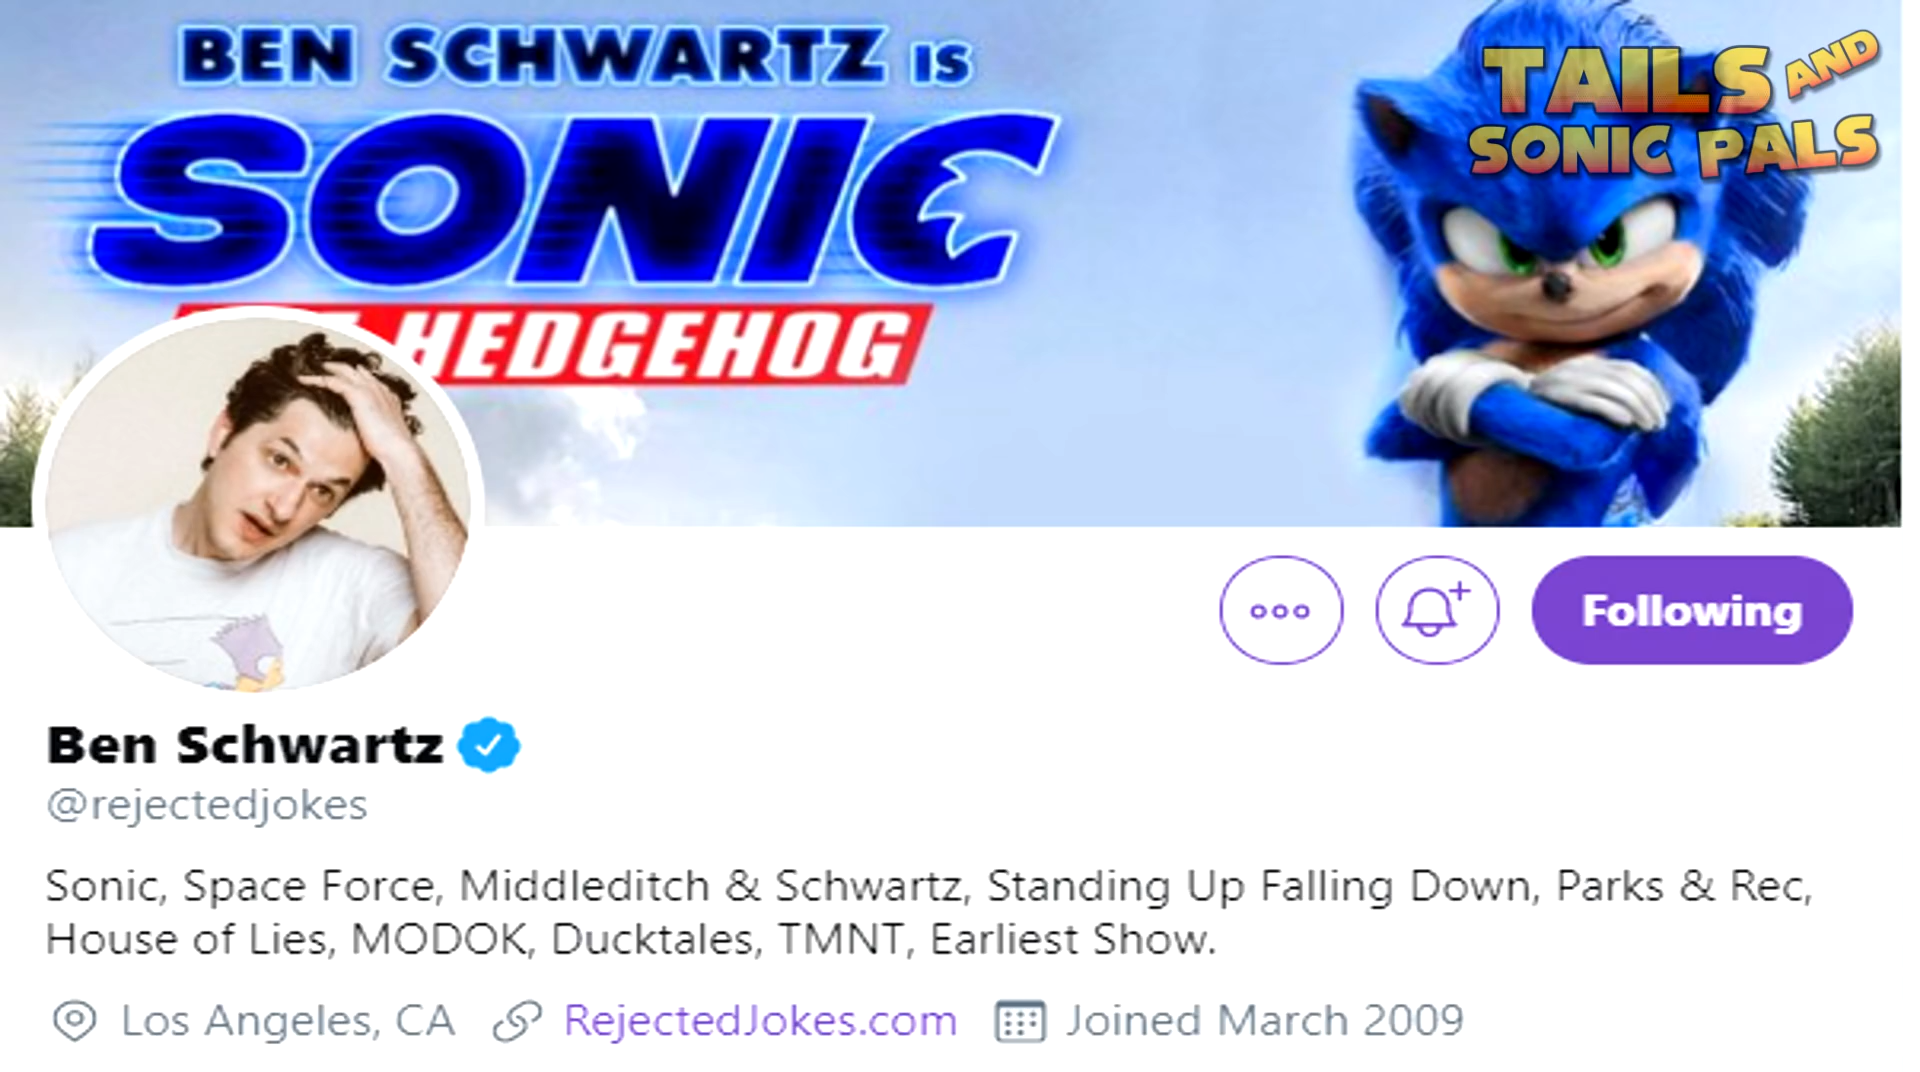 BEN SCHWARTZ IS
SONIC
HEDGEHOG
TAILS AND
SONIC PALS
Following
Ben Schwartz
@rejectedjokes
Sonic, Space Force, Middleditch & Schwartz, Standing Up Falling Down, Parks & Rec,
House of Lies, MODOK, Ducktales, TMNT, Earliest Show.
Los Angeles, CA RejectedJokes.com Joined March 2009